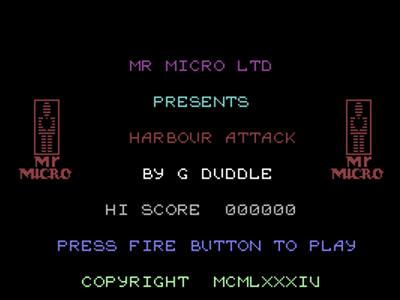 MR MICRO LTD
PRESENTS
HARBOUR ATTACK
Mr
MICRO
Mr
MICRO
BY G DUDDLE
HI SCORE 000000
PRESS FIRE BUTTON TO PLAY
COPYRIGHT MCMLXXXIV